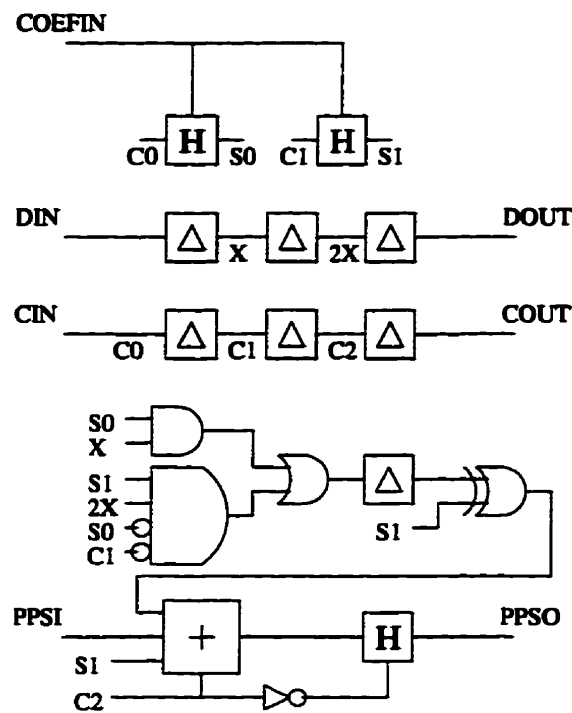 COEFIN
H H
C0 S0 C1 S1
DIN DOUT
Δ Δ Δ
X 2X
CIN COUT
Δ Δ Δ
C0 C1 C2
S0
X
S1
2X
S0
C1
Δ
S1
PPSI PPSO
+ H
S1
C2